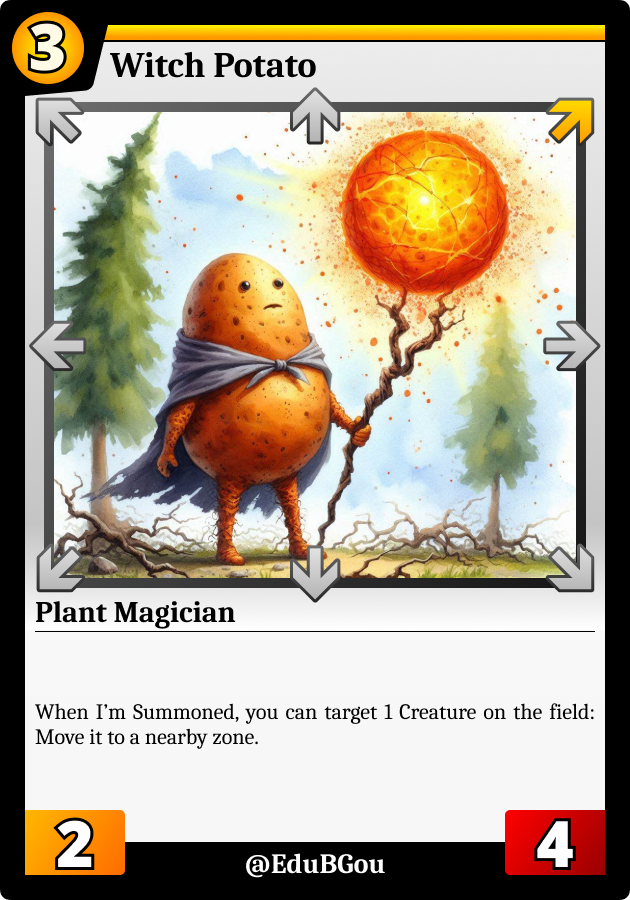 3
Witch Potato
Plant Magician
When I’m Summoned, you can target 1 Creature on the field:
Move it to a nearby zone.
2
@EduBGou
4